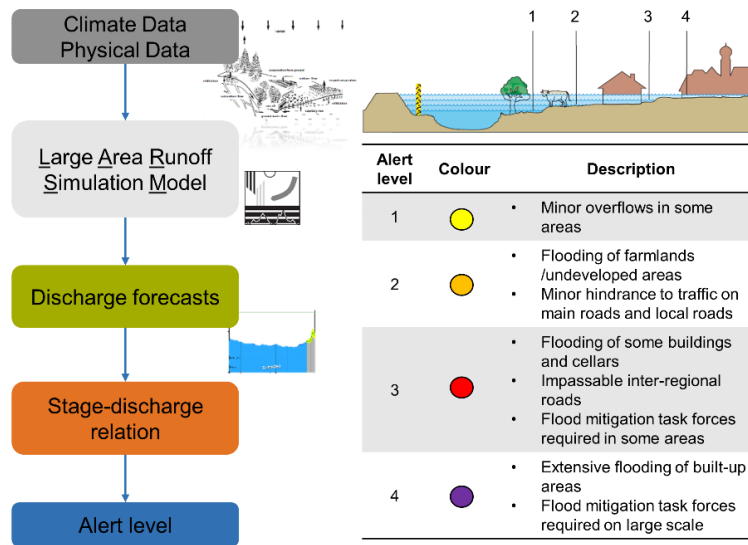 Climate Data
Physical Data
Large Area Runoff
Simulation Model
Discharge forecasts
Stage-discharge
relation
Alert level
1 2 3 4
Alert
level
Colour
Description
1
• Minor overflows in some
areas
2
• Flooding of farmlands
/undeveloped areas
• Minor hindrance to traffic on
main roads and local roads
3
• Flooding of some buildings
and cellars
• Impassable inter-regional
roads
• Flood mitigation task forces
required in some areas
4
• Extensive flooding of built-up
areas
• Flood mitigation task forces
required on large scale